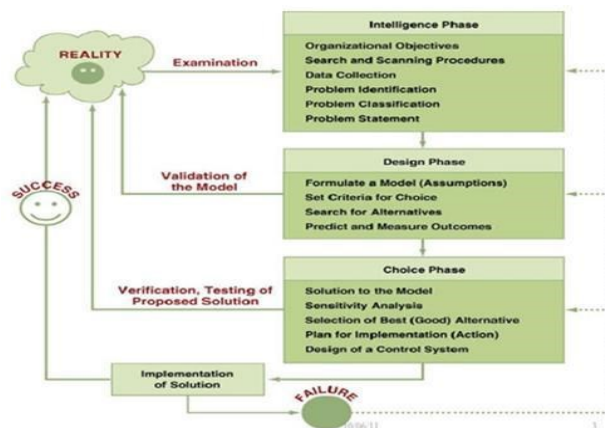 Intelligence Phase
REALITY
Examination
Organizational Objectives
Search and Scanning Procedures
Data Collection
Problem Identification
Problem Classification
Problem Statement
Design Phase
Validation of
the Model
Formulate a Model (Assumptions)
Set Criteria for Choice
Search for Alternatives
Predict and Measure Outcomes
SUCCESS
Choice Phase
Verification, Testing of
Proposed Solution
Solution to the Model
Sensitivity Analysis
Selection of Best (Good) Alternative
Plan for Implementation (Action)
Design of a Control System
Implementation
of Solution
FAILURE
1